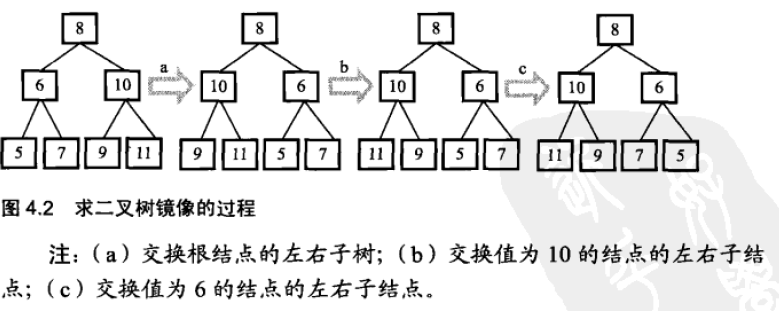 8 8 8 8
a b c
6 10 10 6 10 6 10 6
5 7 9 11 9 11 5 7 11 9 5 7 11 9 7 5
图 4.2 求二叉树镜像的过程
注：（a）交换根结点的左右子树；（b）交换值为 10 的结点的左右子结
点；（c）交换值为 6 的结点的左右子结点。